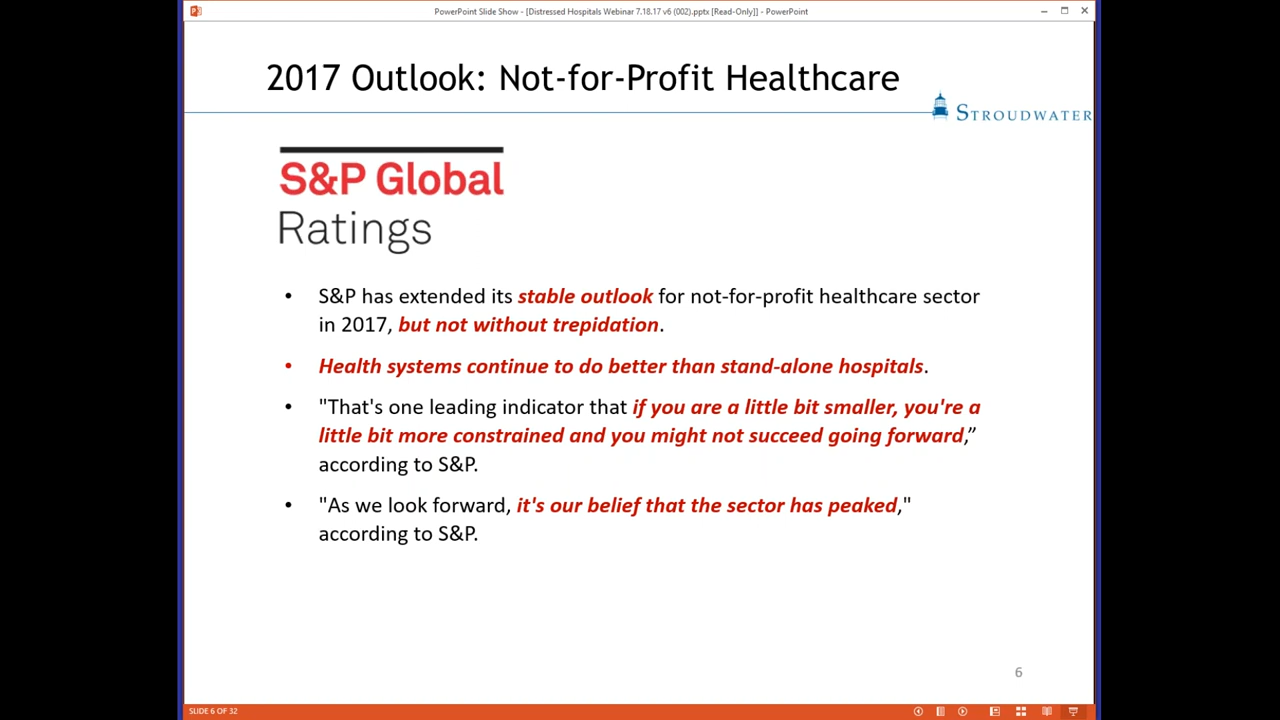 PowerPoint Slide Show - [Distressed Hospitals Webinar 7.18.17 v6 (002).pptx [Read-Only]] - PowerPoint
2017 Outlook: Not-for-Profit Healthcare
STROUDWATER
S&P Global
Ratings
• S&P has extended its stable outlook for not-for-profit healthcare sector
in 2017, but not without trepidation.
• Health systems continue to do better than stand-alone hospitals.
• "That's one leading indicator that if you are a little bit smaller, you're a
little bit more constrained and you might not succeed going forward,”
according to S&P.
• "As we look forward, it's our belief that the sector has peaked,"
according to S&P.
6
SLIDE 6 OF 32